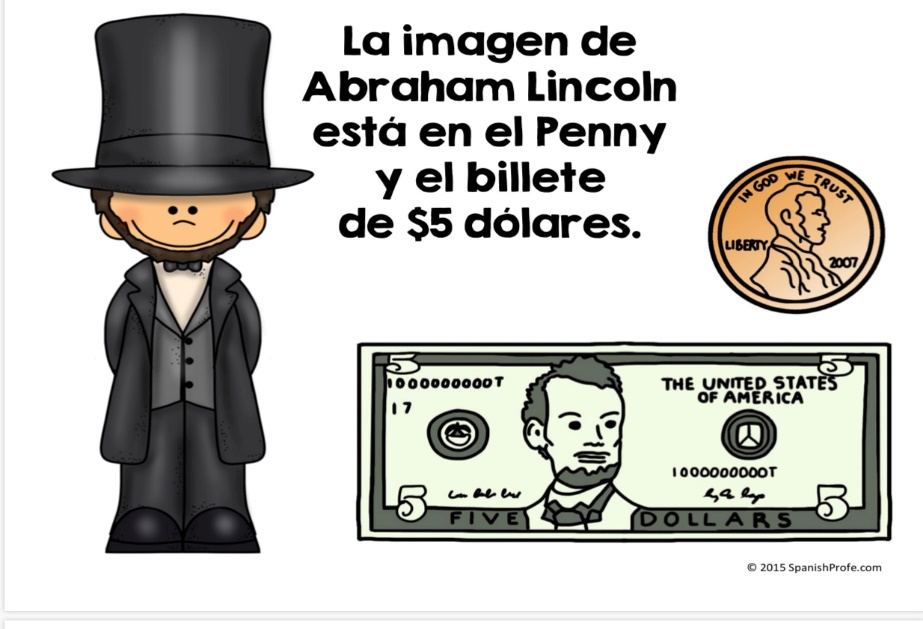 La imagen de
Abraham Lincoln
está en el Penny
y el billete
de $5 dólares.
IN GOD WE TRUST
LIBERTY
2007
5
5
1000000000T
17
THE UNITED STATES
OF AMERICA
1000000000T
5
5
FIVE
DOLLARS
© 2015 SpanishProfe.com